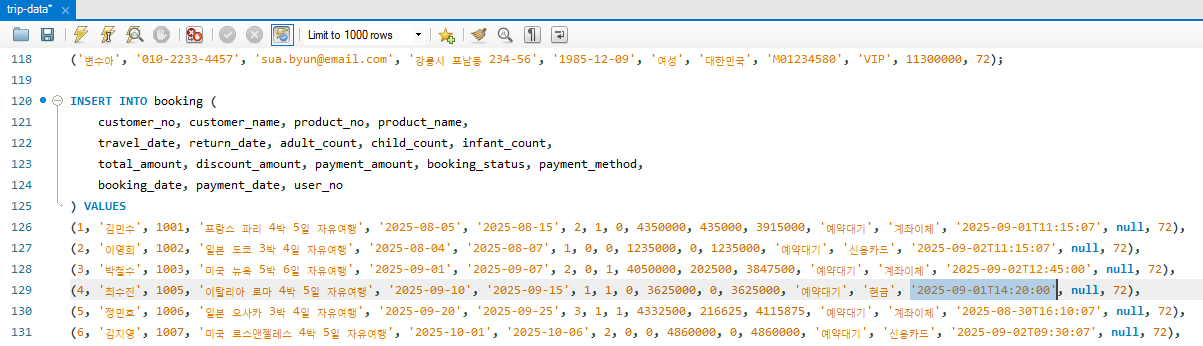 trip-data*
Limit to 1000 rows
118 ('변수아', '010-2233-4457', 'sua.byun@email.com', '강릉시 포남동 234-56', '1985-12-09', '여성', '대한민국', 'M01234580', 'VIP', 11300000, 72);
119
120 INSERT INTO booking (
121 customer_no, customer_name, product_no, product_name,
122 travel_date, return_date, adult_count, child_count, infant_count,
123 total_amount, discount_amount, payment_amount, booking_status, payment_method,
124 booking_date, payment_date, user_no
125 ) VALUES
126 (1, '김민수', 1001, '프랑스 파리 4박 5일 자유여행', '2025-08-05', '2025-08-15', 2, 1, 0, 4350000, 435000, 3915000, '예약대기', '계좌이체', '2025-09-01T11:15:07', null, 72),
127 (2, '이영희', 1002, '일본 도쿄 3박 4일 자유여행', '2025-08-04', '2025-08-07', 1, 0, 0, 1235000, 0, 1235000, '예약대기', '신용카드', '2025-09-02T11:15:07', null, 72),
128 (3, '박철수', 1003, '미국 뉴욕 5박 6일 자유여행', '2025-09-01', '2025-09-07', 2, 0, 1, 4050000, 202500, 3847500, '예약대기', '계좌이체', '2025-09-02T12:45:00', null, 72),
129 (4, '최수진', 1005, '이탈리아 로마 4박 5일 자유여행', '2025-09-10', '2025-09-15', 1, 1, 0, 3625000, 0, 3625000, '예약대기', '현금', '2025-09-01T14:20:00', null, 72),
130 (5, '정민호', 1006, '일본 오사카 3박 4일 자유여행', '2025-09-20', '2025-09-25', 3, 1, 1, 4332500, 216625, 4115875, '예약대기', '계좌이체', '2025-08-30T16:10:07', null, 72),
131 (6, '김지영', 1007, '미국 로스앤젤레스 4박 5일 자유여행', '2025-10-01', '2025-10-06', 2, 0, 0, 4860000, 0, 4860000, '예약대기', '신용카드', '2025-09-02T09:30:07', null, 72),